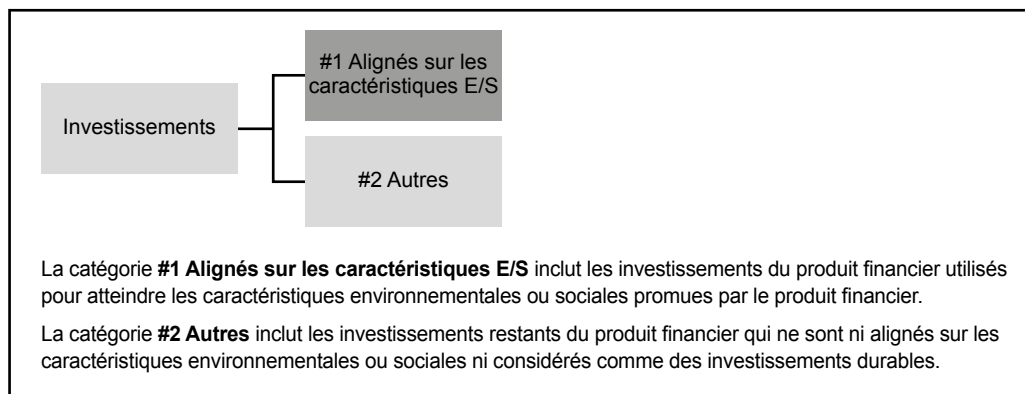 #1 Alignés sur les
caractéristiques E/S
Investissements
#2 Autres
La catégorie #1 Alignés sur les caractéristiques E/S inclut les investissements du produit financier utilisés
pour atteindre les caractéristiques environnementales ou sociales promues par le produit financier.
La catégorie #2 Autres inclut les investissements restants du produit financier qui ne sont ni alignés sur les
caractéristiques environnementales ou sociales ni considérés comme des investissements durables.